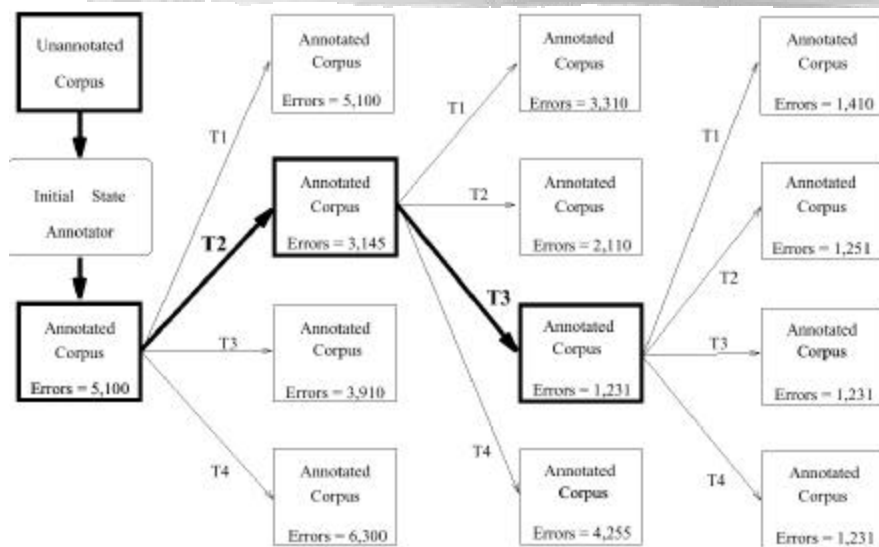 Unannotated
Corpus
Initial State
Annotator
Annotated
Corpus
Errors = 5,100
T1
T2
T3
T4
Annotated
Corpus
Errors = 5,100
Annotated
Corpus
Errors = 3,145
Annotated
Corpus
Errors = 3,910
Annotated
Corpus
Errors = 6,300
T1
T2
T3
T4
Annotated
Corpus
Errors = 3,310
Annotated
Corpus
Errors = 2,110
Annotated
Corpus
Errors = 1,231
Annotated
Corpus
Errors = 4,255
T1
T2
T3
T4
Annotated
Corpus
Errors = 1,410
Annotated
Corpus
Errors = 1,251
Annotated
Corpus
Errors = 1,231
Annotated
Corpus
Errors = 1,231